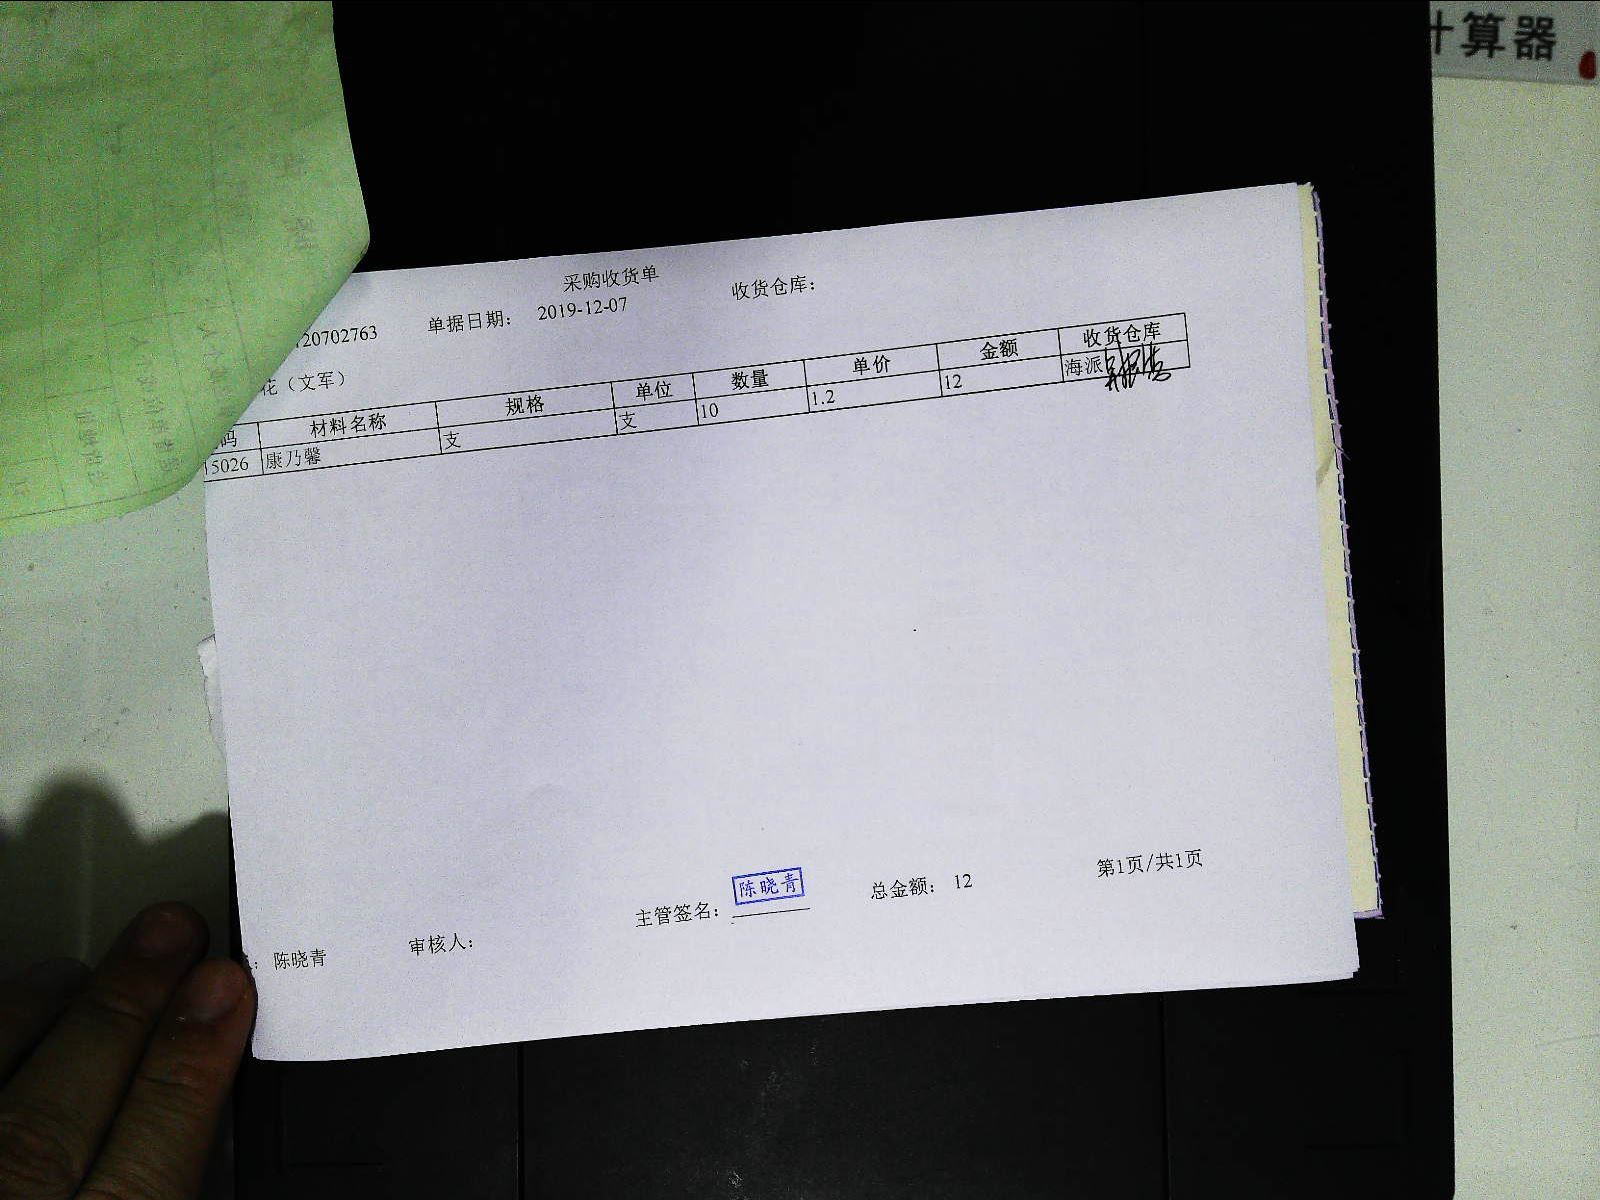 计算器
采购收货单
20702763 单据日期: 2019-12-07 收货仓库:
花（文军）
码 材料名称 规格 单位 数量 单价 金额 收货仓库
15026 康乃馨 支 支 10 1.2 12 海派
主管签名: 陈晓青 总金额: 12 第1页/共1页
: 陈晓青 审核人: